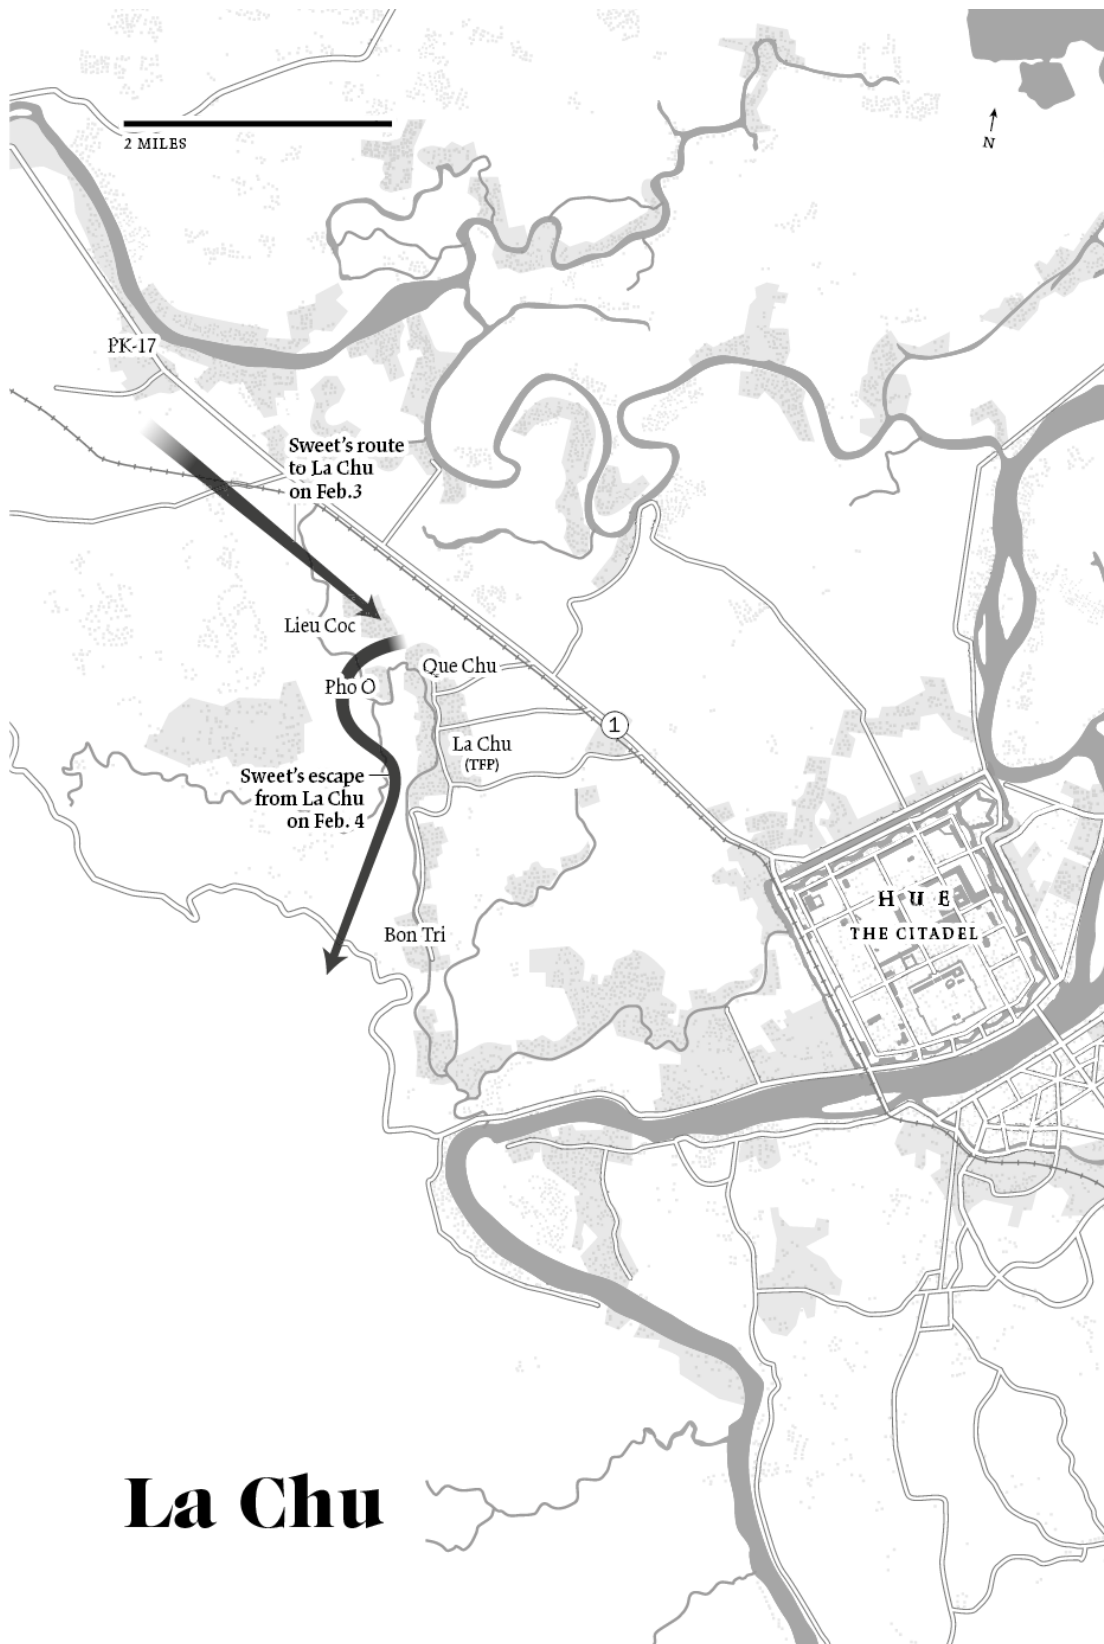 2 MILES
N
PK-17
Sweet's route
to La Chu
on Feb.3
Lieu Coc
Que Chu
Pho O
1
La Chu
(TFP)
Sweet's escape
from La Chu
on Feb. 4
HUE
THE CITADEL
Bon Tri
La Chu